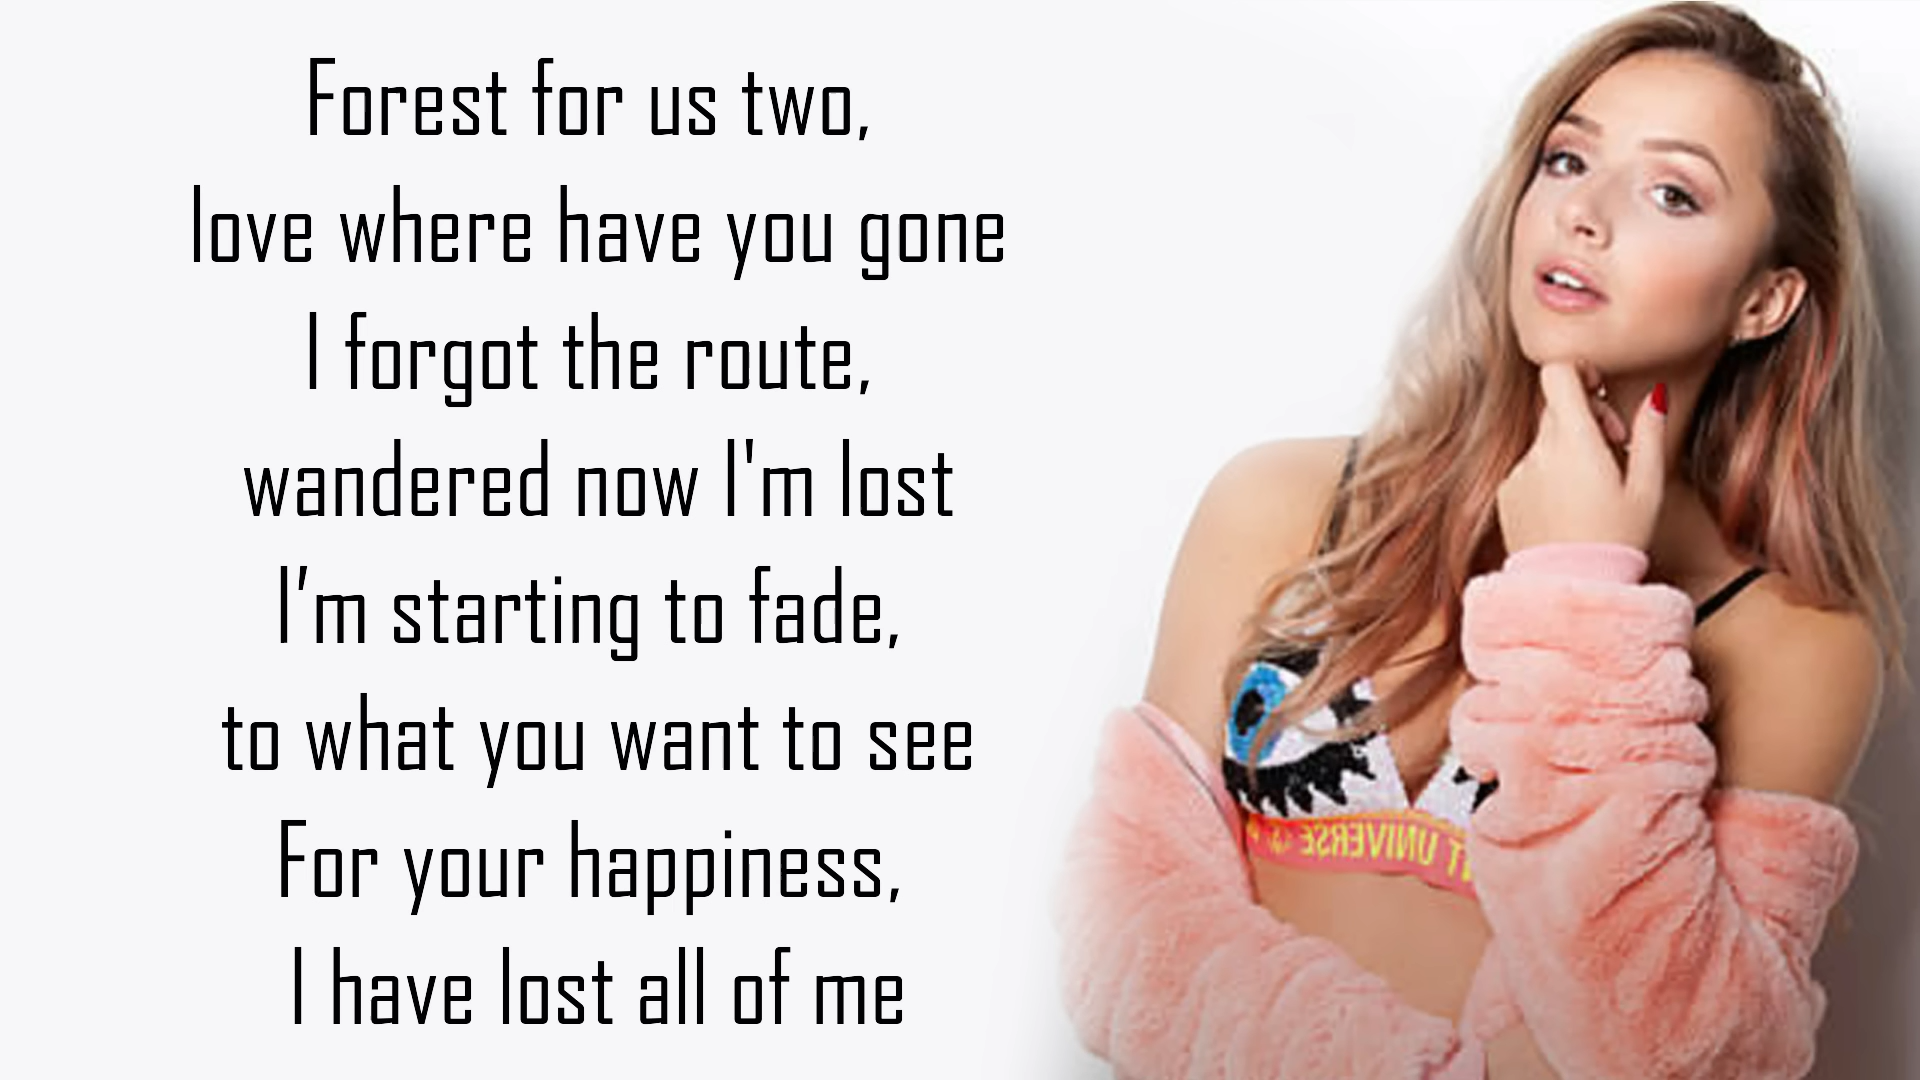 Forest for us two,
love where have you gone
I forgot the route,
wandered now I'm lost
I'm starting to fade,
to what you want to see
For your happiness,
I have lost all of me
UNIVERSE